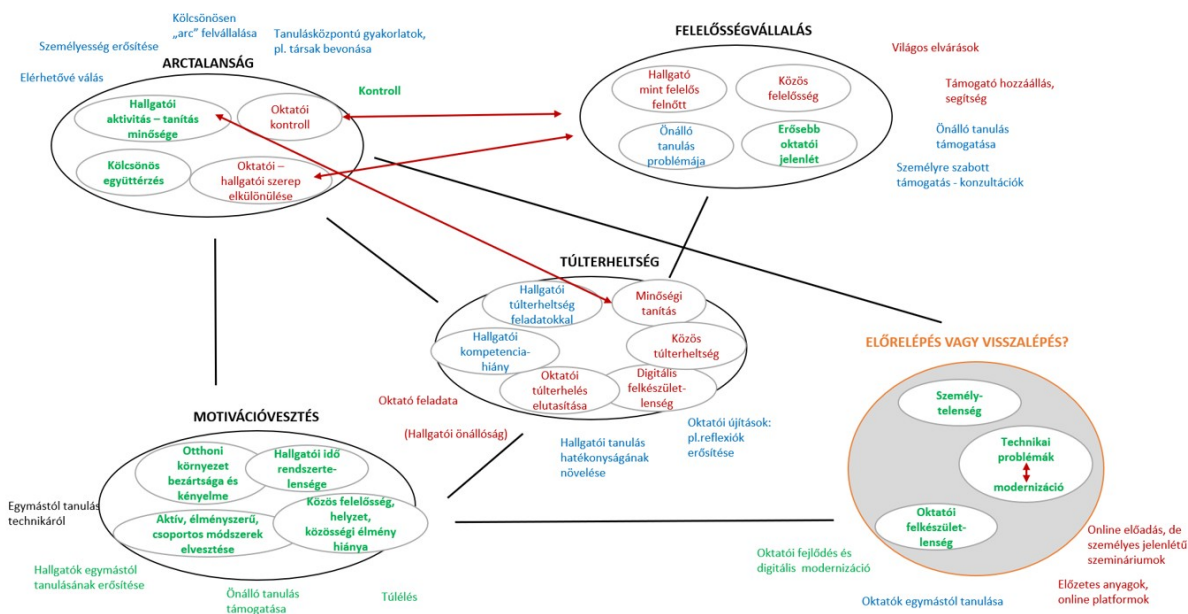 Személyesség erősítése
Kölcsönösen
„arc” felvállalása
Tanulásközpontú gyakorlatok,
pl. társak bevonása
Elérhetővé válás
ARCTALANSÁG
Hallgatói
aktivitás – tanítás
minősége
Oktatói
kontroll
Kölcsönös
együttérzés
Oktatói –
hallgatói szerep
elkülönülése
Kontroll
FELELŐSSÉGVÁLLALÁS
Hallgató
mint felelős
felnőtt
Közös
felelősség
Önálló
tanulás
problémája
Erősebb
oktatói
jelenlét
Világos elvárások
Támogató hozzáállás,
segítség
Önálló tanulás
támogatása
Személyre szabott
támogatás - konzultációk
TÚLTERHELTSÉG
Hallgatói
túlterheltség
feladatokkal
Minőségi
tanítás
Hallgatói
kompetencia-
hiány
Közös
túlterheltség
Oktatói
túlterhelés
elutasítása
Digitális
felkészület-
lenség
Oktató feladata
(Hallgatói önállóság)
Hallgatói tanulás
hatékonyságának
növelése
Oktatói újítások:
pl.reflexiók
erősítése
MOTIVÁCIÓVESZTÉS
Otthoni
környezet
bezártsága és
kényelme
Hallgatói idő
rendszerte-
lensége
Aktív, élményszerű,
csoportos módszerek
elvesztése
Közös felelősség,
helyzet,
közösségi élmény
hiánya
Egymástól tanulás
technikáról
Hallgatók egymástól
tanulásának erősítése
Önálló tanulás
támogatása
Túlélés
ELŐRELÉPÉS VAGY VISSZALÉPÉS?
Személy-
telenség
Technikai
problémák
modernizáció
Oktatói
felkészület-
lenség
Oktatói fejlődés és
digitális modernizáció
Oktatók egymástól tanulása
Online előadás, de
személyes jelenlétű
szemináriumok
Előzetes anyagok,
online platformok